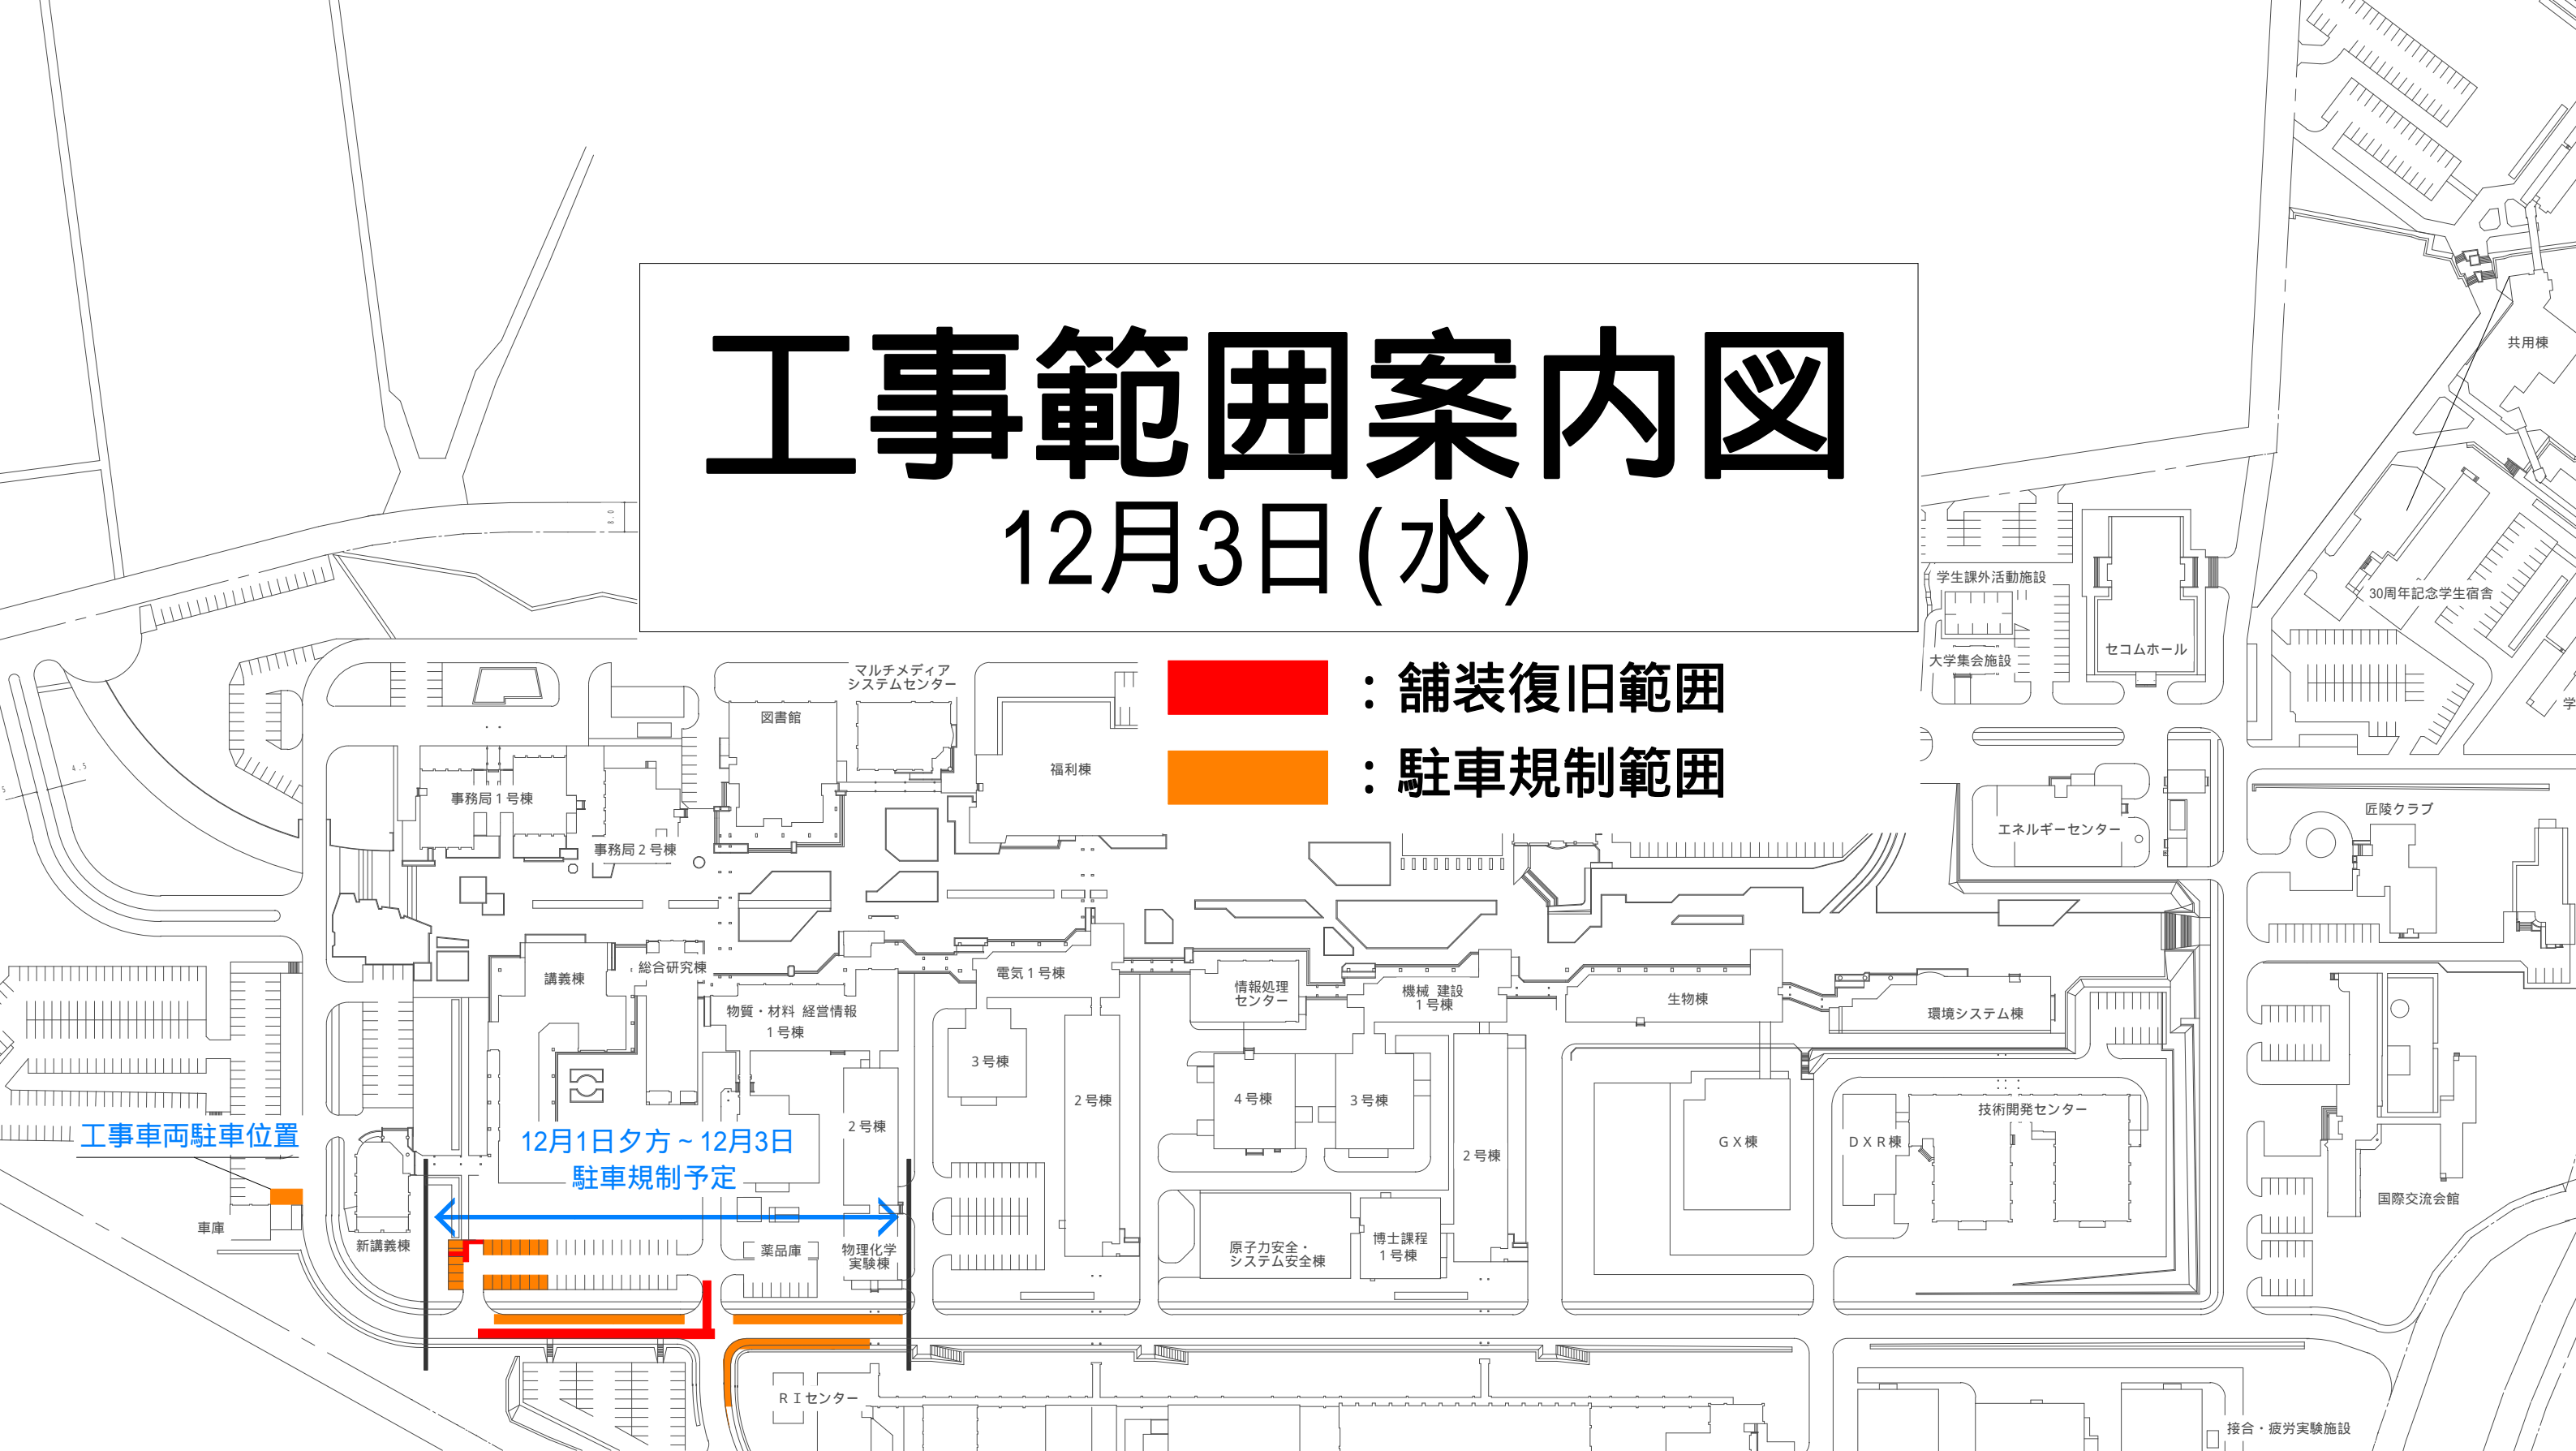 工事範囲案内図
12月3日(水)
：舗装復旧範囲
：駐車規制範囲
共用棟
30周年記念学生宿舎
学生課外活動施設
大学集会施設
セコムホール
学
マルチメディア
システムセンター
図書館
福利棟
事務局１号棟
事務局２号棟
エネルギーセンター
匠陵クラブ
8.0
4.5
5
講義棟
総合研究棟
物質・材料 経営情報
１号棟
電気１号棟
情報処理
センター
機械 建設
１号棟
生物棟
環境システム棟
３号棟
２号棟
２号棟
４号棟
３号棟
２号棟
ＧＸ棟
ＤＸＲ棟
技術開発センター
国際交流会館
工事車両駐車位置
12月1日夕方～12月3日
駐車規制予定
車庫
新講義棟
薬品庫
物理化学
実験棟
原子力安全・
システム安全棟
博士課程
１号棟
ＲＩセンター
接合・疲労実験施設